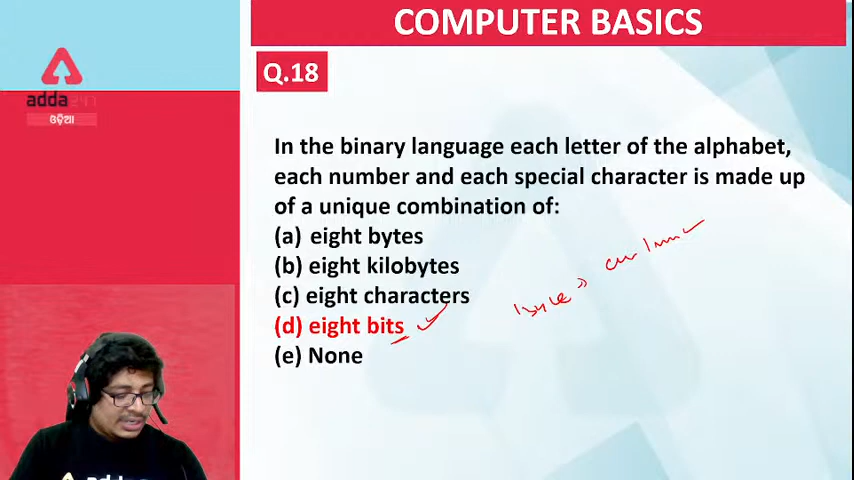 COMPUTER BASICS
Q.18
adda247
ଓଡ଼ିଆ
In the binary language each letter of the alphabet,
each number and each special character is made up
of a unique combination of:
(a) eight bytes
(b) eight kilobytes
(c) eight characters
(d) eight bits
(e) None